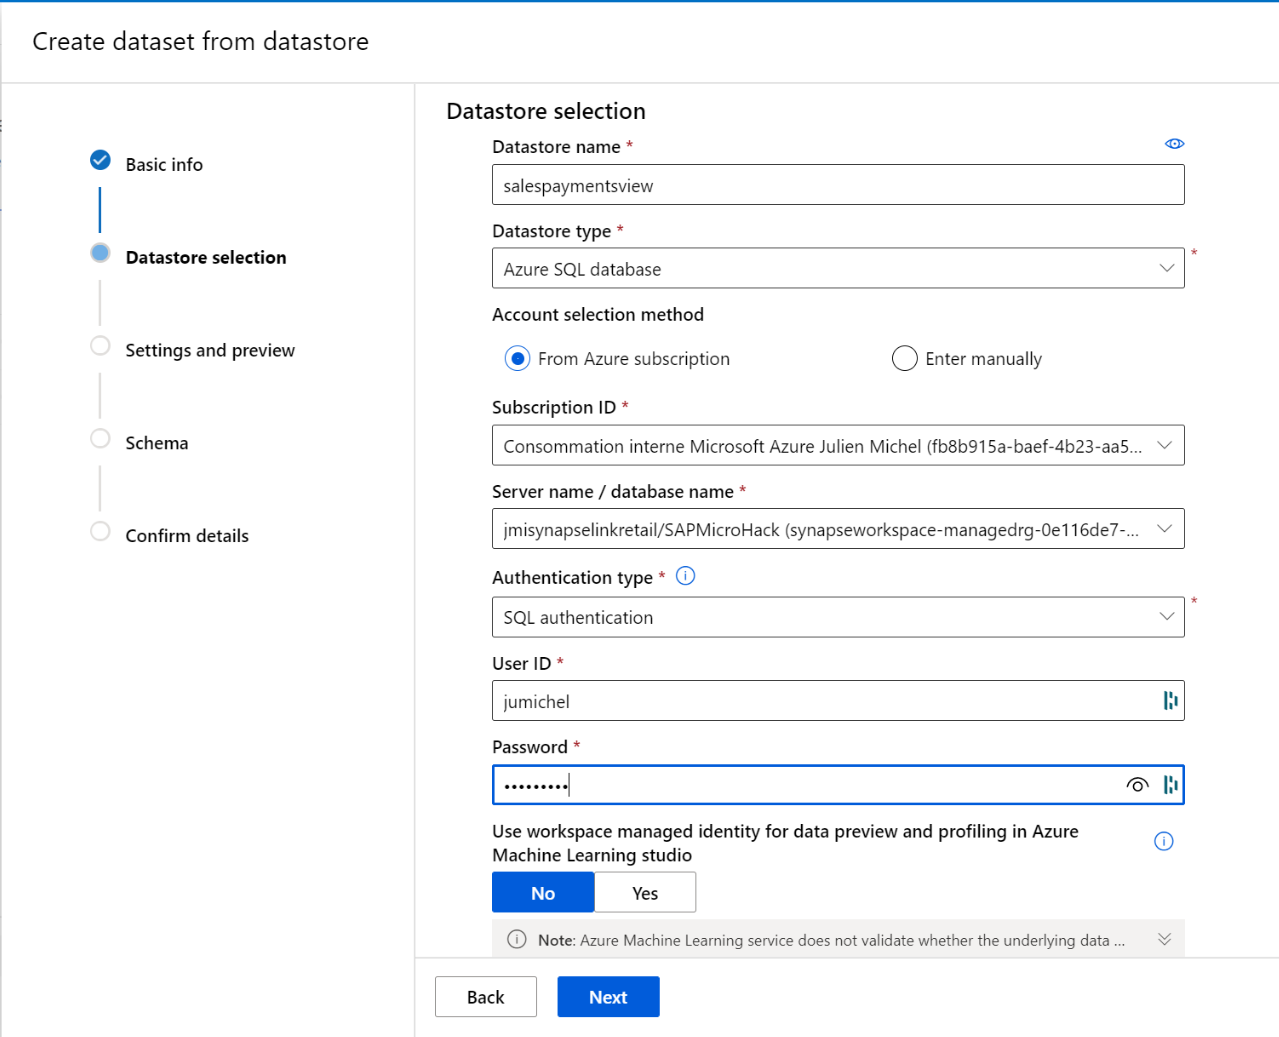 Create dataset from datastore
Basic info
Datastore selection
Settings and preview
Schema
Confirm details
Datastore selection
Datastore name *
salespaymentsview
Datastore type *
Azure SQL database
*
Account selection method
From Azure subscription
Enter manually
Subscription ID *
Consommation interne Microsoft Azure Julien Michel (fb8b915a-baef-4b23-aa5...
Server name / database name *
jmisynapselinkretail/SAPMicroHack (synapseworkspace-managedrg-0e116de7-...
Authentication type *
SQL authentication
*
User ID *
jumichel
Password *
•••••••••
Use workspace managed identity for data preview and profiling in Azure
Machine Learning studio
No
Yes
Note: Azure Machine Learning service does not validate whether the underlying data ...
Back
Next